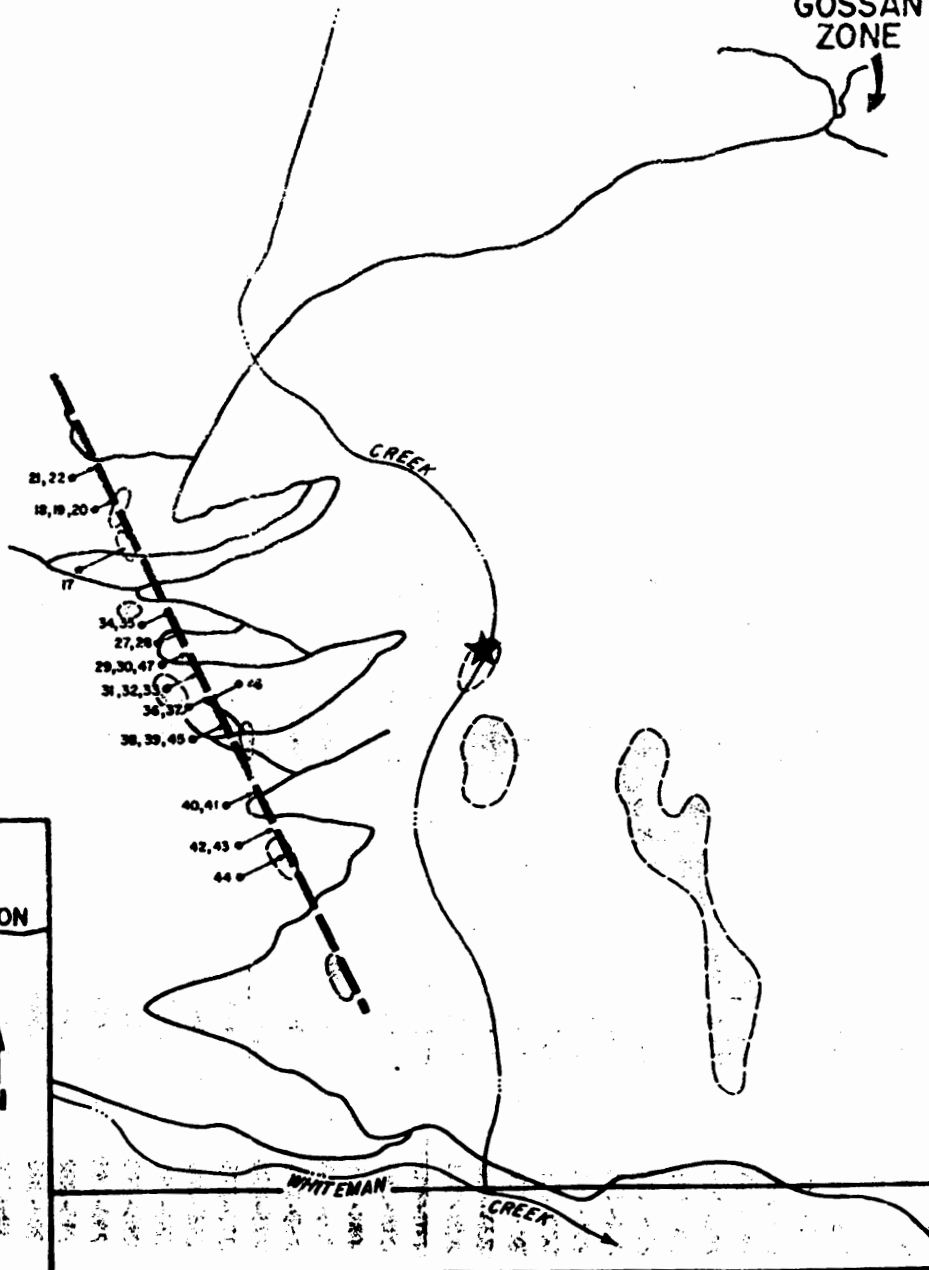 GOSSAN
ZONE
CREEK
21,22
18,19,20
17
34,35
27,28
29,30,47
31,32,33
36,37
38,39,45
40,41
42,43
44
ON
WHITEMAN
CREEK